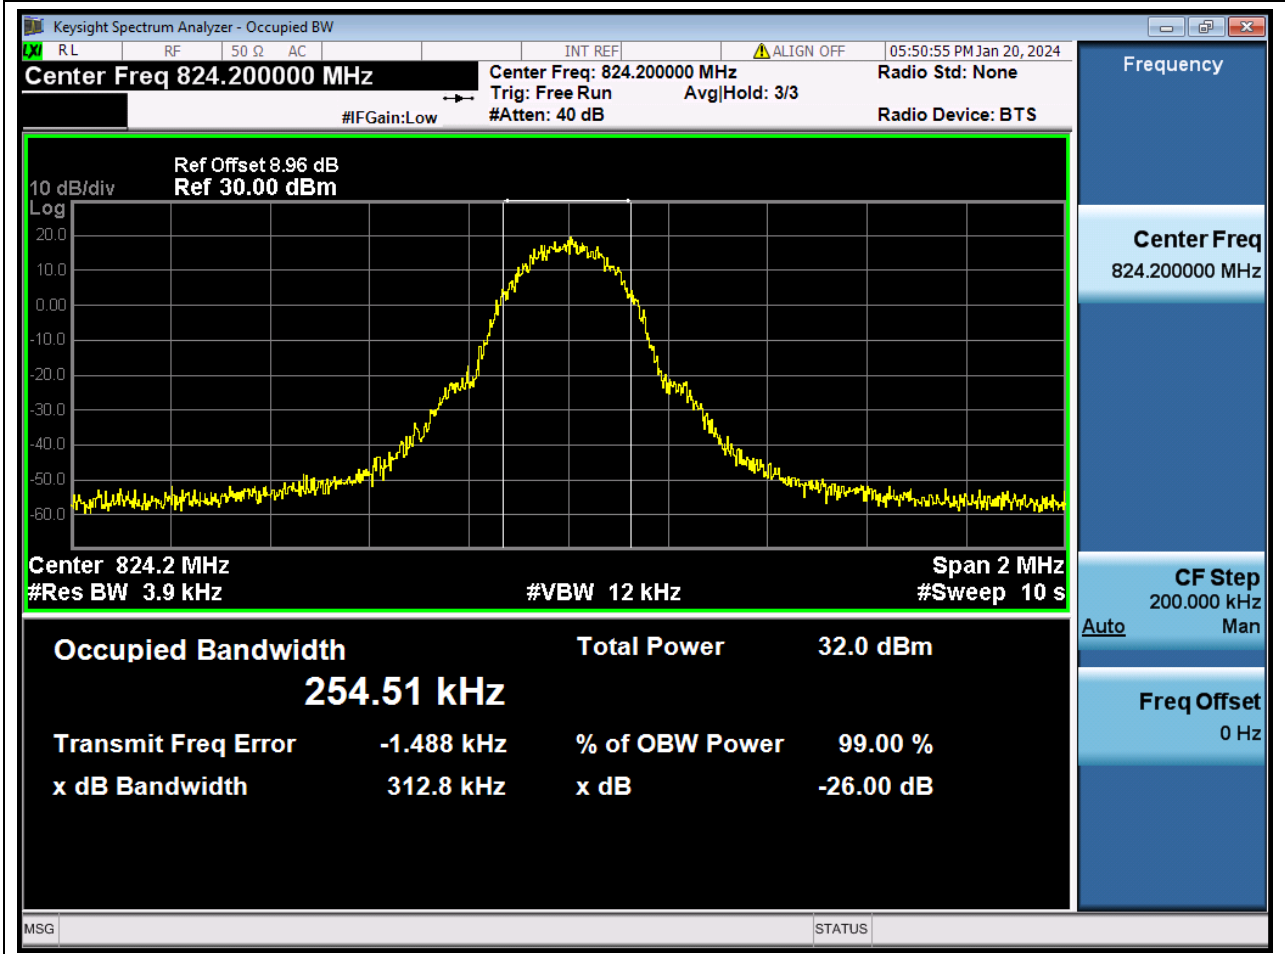 Keysight Spectrum Analyzer - Occupied BW
LXI RL RF 50 Ω AC INT REF ALIGN OFF 05:50:55 PM Jan 20, 2024
Center Freq 824.200000 MHz
#IFGain:Low
Center Freq: 824.200000 MHz
Trig: Free Run Avg|Hold: 3/3
#Atten: 40 dB
Radio Std: None
Radio Device: BTS
Ref Offset 8.96 dB
10 dB/div Ref 30.00 dBm
Log
20.0
10.0
0.00
-10.0
-20.0
-30.0
-40.0
-50.0
-60.0
Center 824.2 MHz Span 2 MHz
#Res BW 3.9 kHz #VBW 12 kHz #Sweep 10 s
Occupied Bandwidth Total Power 32.0 dBm
254.51 kHz
Transmit Freq Error -1.488 kHz % of OBW Power 99.00 %
x dB Bandwidth 312.8 kHz x dB -26.00 dB
Frequency
Center Freq
824.200000 MHz
CF Step
200.000 kHz
Auto Man
Freq Offset
0 Hz
MSG STATUS